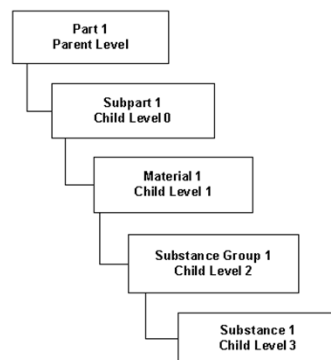 Part 1
Parent Level
Subpart 1
Child Level 0
Material 1
Child Level 1
Substance Group 1
Child Level 2
Substance 1
Child Level 3